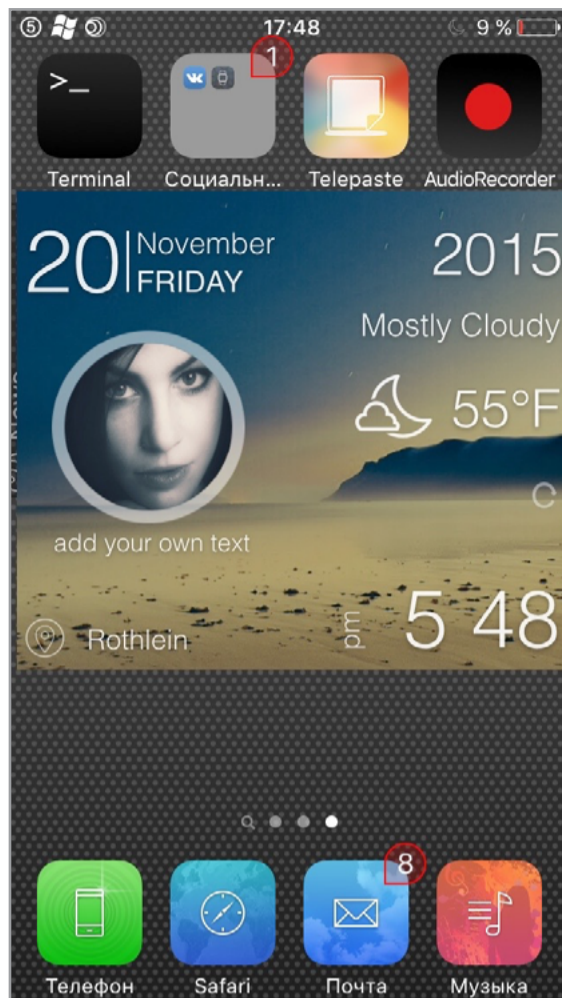 5 17:48 9 %
>_ 1
Terminal Социальн... Telepaste AudioRecorder
20 November 2015
FRIDAY
Mostly Cloudy
55°F
C
add your own text
pm 5 48
Rothlein
8
Телефон Safari Почта Музыка